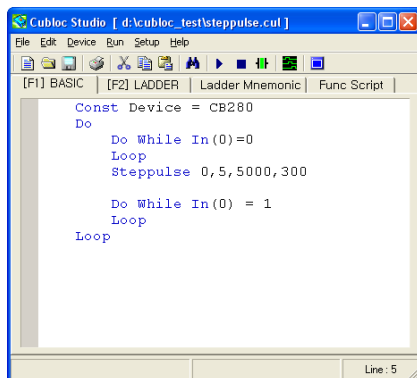 Cubloc Studio [ d:\cubloc_test\steppulse.cul ]
File Edit Device Run Setup Help
[F1] BASIC [F2] LADDER Ladder Mnemonic Func Script
Const Device = CB280
Do
Do While In(0)=0
Loop
Steppulse 0,5,5000,300
Do While In(0) = 1
Loop
Loop
Line : 5